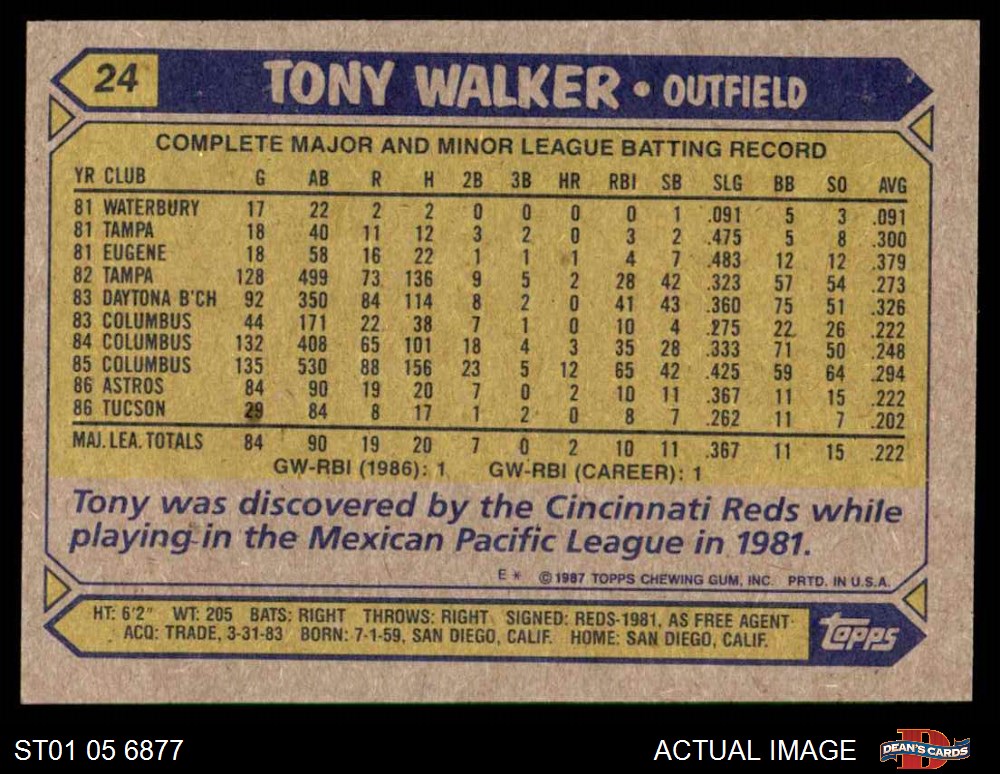 24 TONY WALKER • OUTFIELD
COMPLETE MAJOR AND MINOR LEAGUE BATTING RECORD
YR CLUB G AB R H 2B 3B HR RBI SB SLG BB SO AVG
81 WATERBURY 17 22 2 2 0 0 0 0 1 .091 5 3 .091
81 TAMPA 18 40 11 12 3 2 0 3 2 .475 5 8 .300
81 EUGENE 18 58 16 22 1 1 1 4 7 .483 12 12 .379
82 TAMPA 128 499 73 136 9 5 2 28 42 .323 57 54 .273
83 DAYTONA B'CH 92 350 84 114 8 2 0 41 43 .360 75 51 .326
83 COLUMBUS 44 171 22 38 7 1 0 10 4 .275 22 26 .222
84 COLUMBUS 132 408 65 101 18 4 3 35 28 .333 71 50 .248
85 COLUMBUS 135 530 88 156 23 5 12 65 42 .425 59 64 .294
86 ASTROS 84 90 19 20 7 0 2 10 11 .367 11 15 .222
86 TUCSON 29 84 8 17 1 2 0 8 7 .262 11 7 .202
MAJ. LEA. TOTALS 84 90 19 20 7 0 2 10 11 .367 11 15 .222
GW-RBI (1986): 1 GW-RBI (CAREER): 1
Tony was discovered by the Cincinnati Reds while
playing in the Mexican Pacific League in 1981.
E * © 1987 TOPPS CHEWING GUM, INC. PRTD. IN U.S.A.
HT: 6'2" WT: 205 BATS: RIGHT THROWS: RIGHT SIGNED: REDS-1981, AS FREE AGENT
ACQ: TRADE, 3-31-83 BORN: 7-1-59, SAN DIEGO, CALIF. HOME: SAN DIEGO, CALIF.
topps
ST01 05 6877 ACTUAL IMAGE DEAN'S CARDS